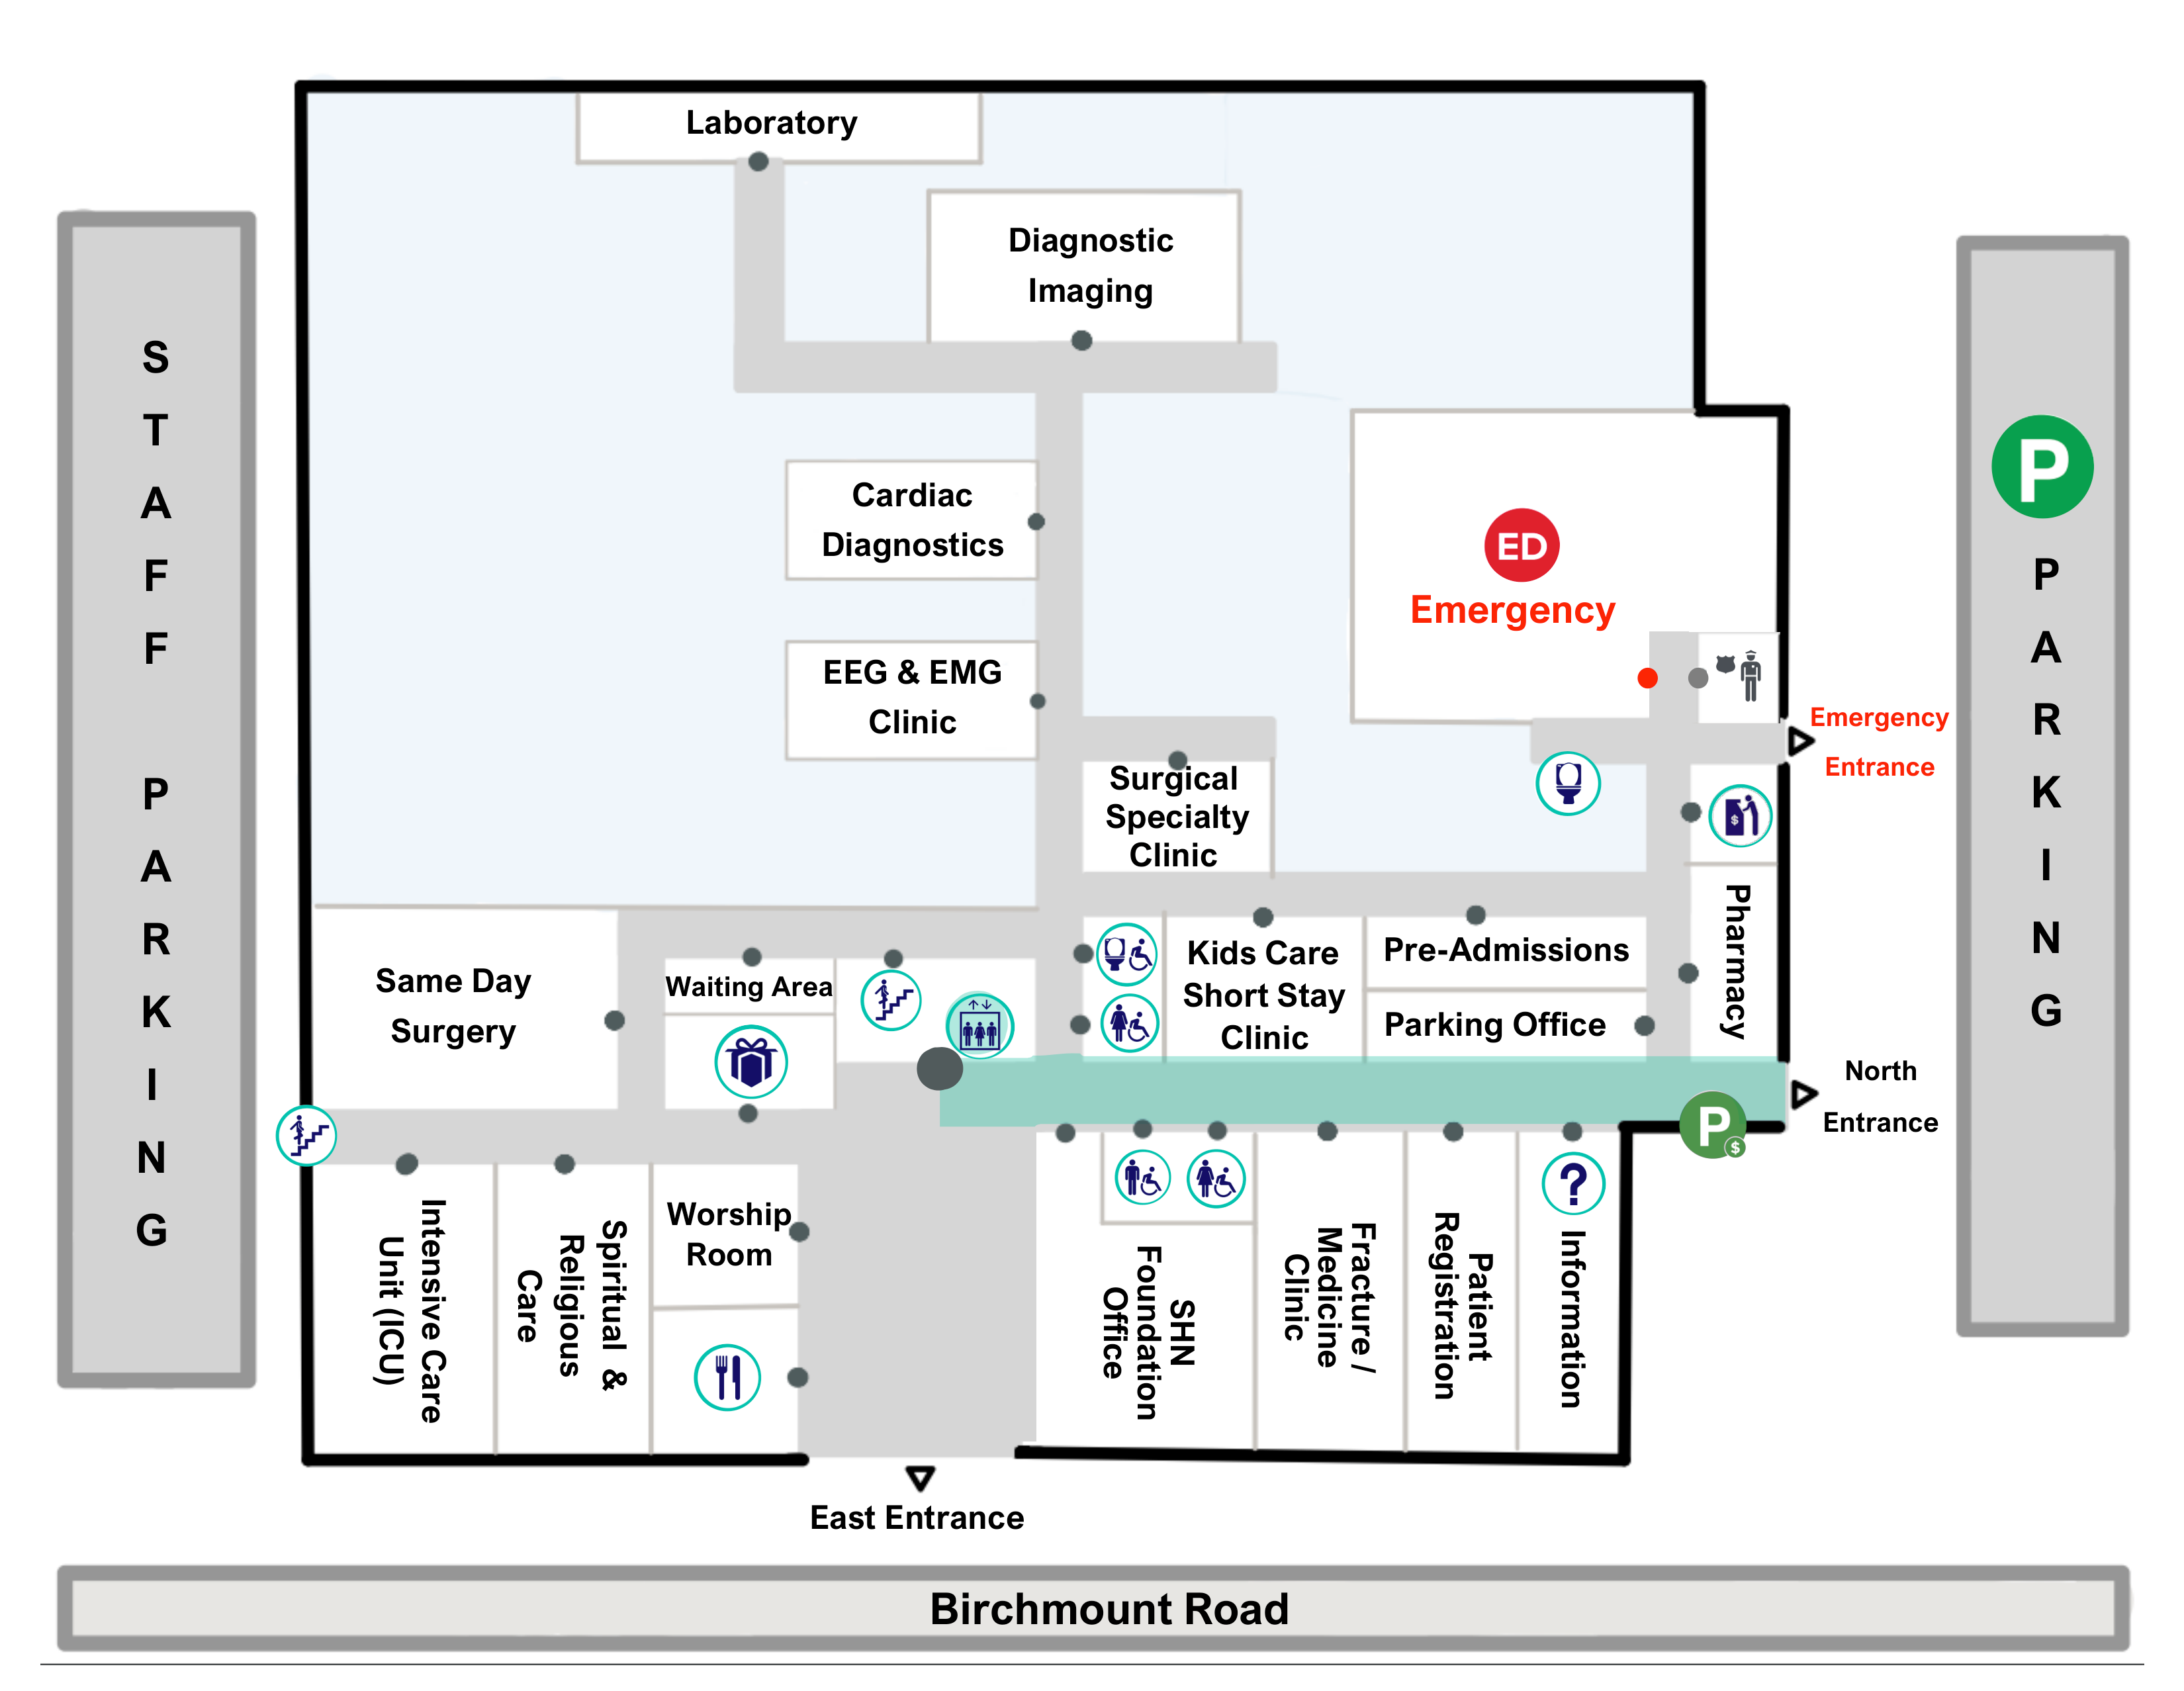 Laboratory
Diagnostic
Imaging
STAFF PARKING
P
PARKING
Cardiac
Diagnostics
ED
Emergency
EEG & EMG
Clinic
Emergency
Entrance
Surgical
Specialty
Clinic
$
Pharmacy
Same Day
Surgery
Waiting Area
Kids Care
Short Stay
Clinic
Pre-Admissions
Parking Office
North
Entrance
P
$
Intensive Care
Unit (ICU)
Spiritual &
Religious
Care
Worship
Room
SHN
Foundation
Office
Fracture /
Medicine
Clinic
Patient
Registration
?
Information
East Entrance
Birchmount Road